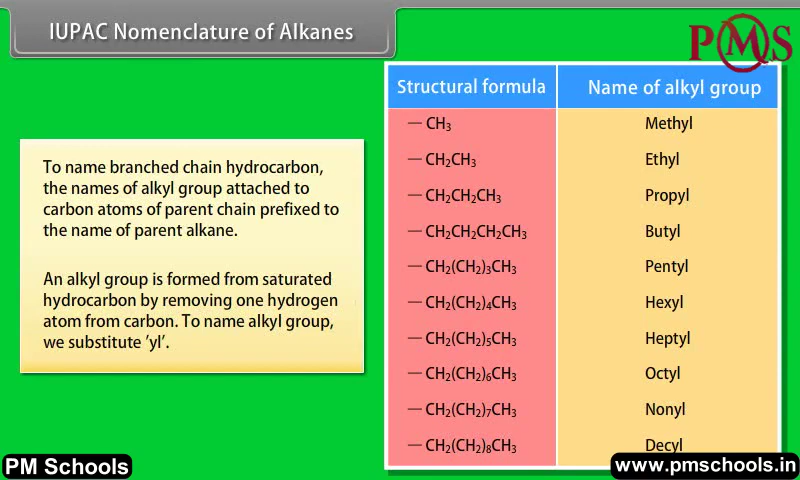 IUPAC Nomenclature of Alkanes
PMS
To name branched chain hydrocarbon,
the names of alkyl group attached to
carbon atoms of parent chain prefixed to
the name of parent alkane.
An alkyl group is formed from saturated
hydrocarbon by removing one hydrogen
atom from carbon. To name alkyl group,
we substitute ’yl’.
Structural formula Name of alkyl group
— CH₃ Methyl
— CH₂CH₃ Ethyl
— CH₂CH₂CH₃ Propyl
— CH₂CH₂CH₂CH₃ Butyl
— CH₂(CH₂)₃CH₃ Pentyl
— CH₂(CH₂)₄CH₃ Hexyl
— CH₂(CH₂)₅CH₃ Heptyl
— CH₂(CH₂)₆CH₃ Octyl
— CH₂(CH₂)₇CH₃ Nonyl
— CH₂(CH₂)₈CH₃ Decyl
PM Schools
www.pmschools.in